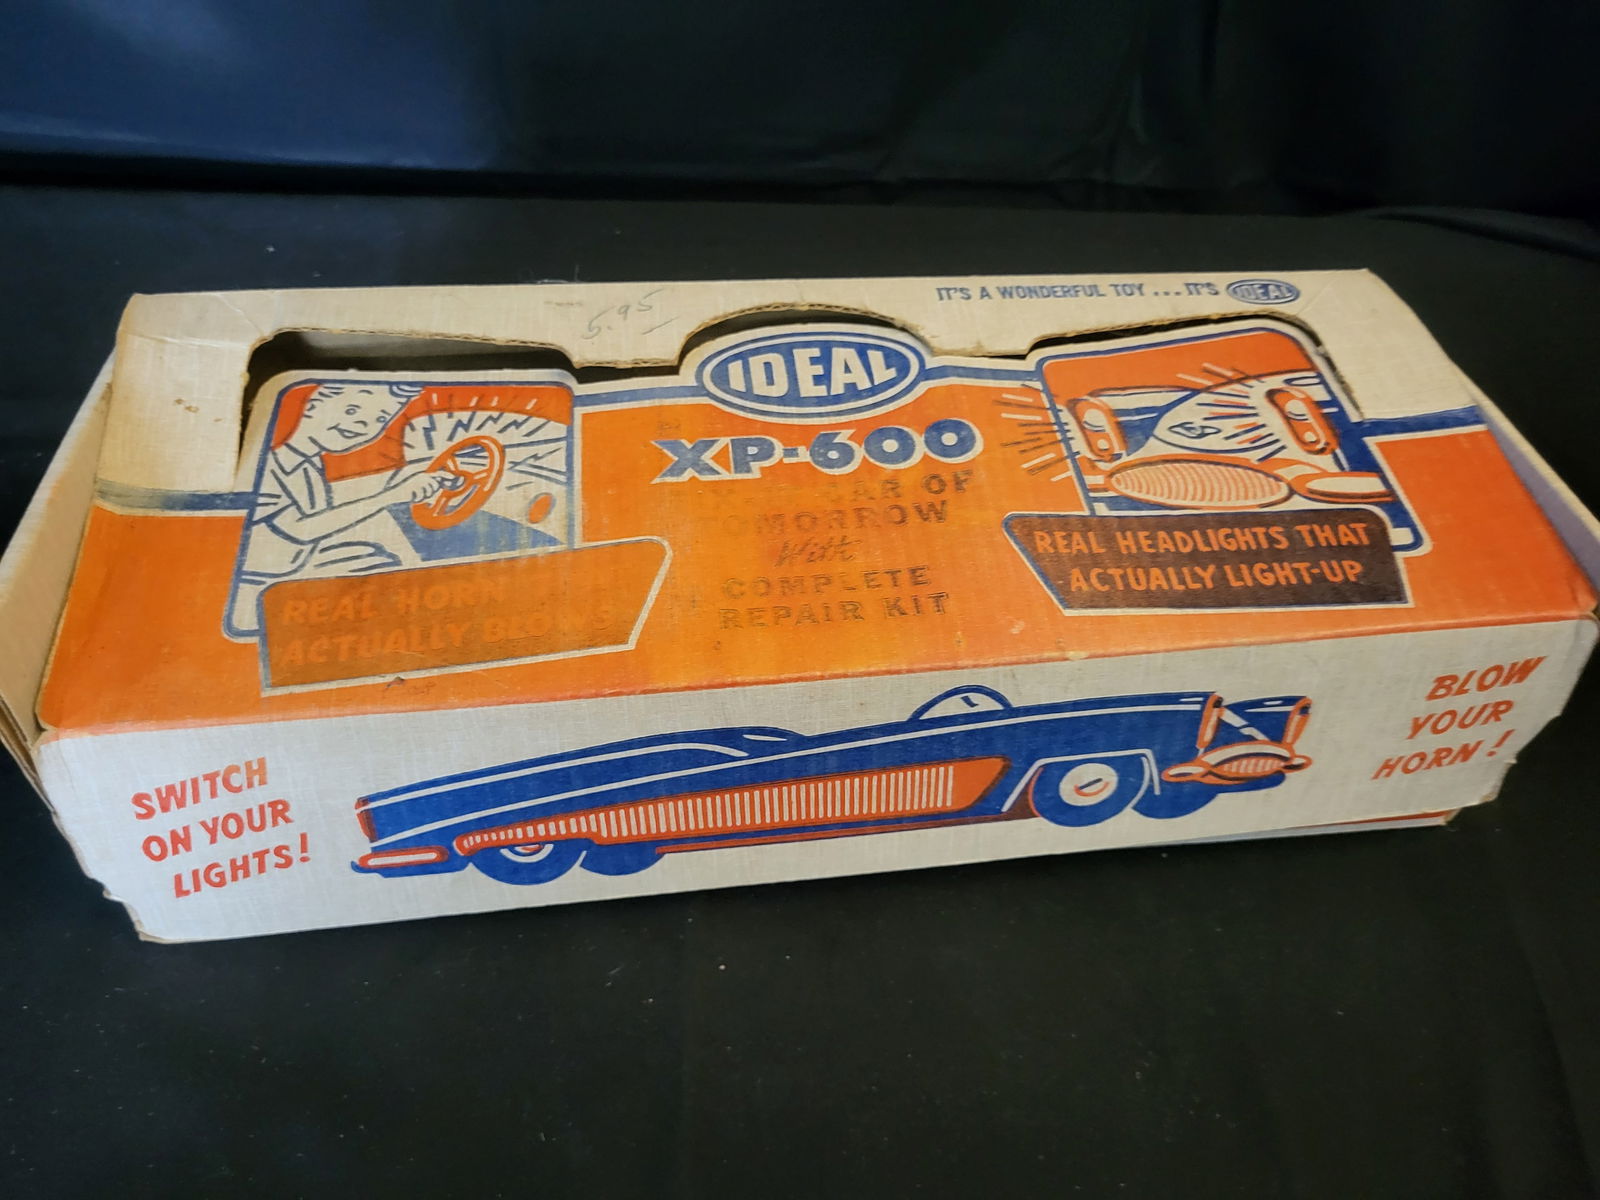 5.95
IT'S A WONDERFUL TOY... IT'S IDEAL
IDEAL
XP-600
CAR OF
TOMORROW
With
COMPLETE
REPAIR KIT
REAL HORN
ACTUALLY BLOWS
REAL HEADLIGHTS THAT
ACTUALLY LIGHT-UP
SWITCH
ON YOUR
LIGHTS!
BLOW
YOUR
HORN!